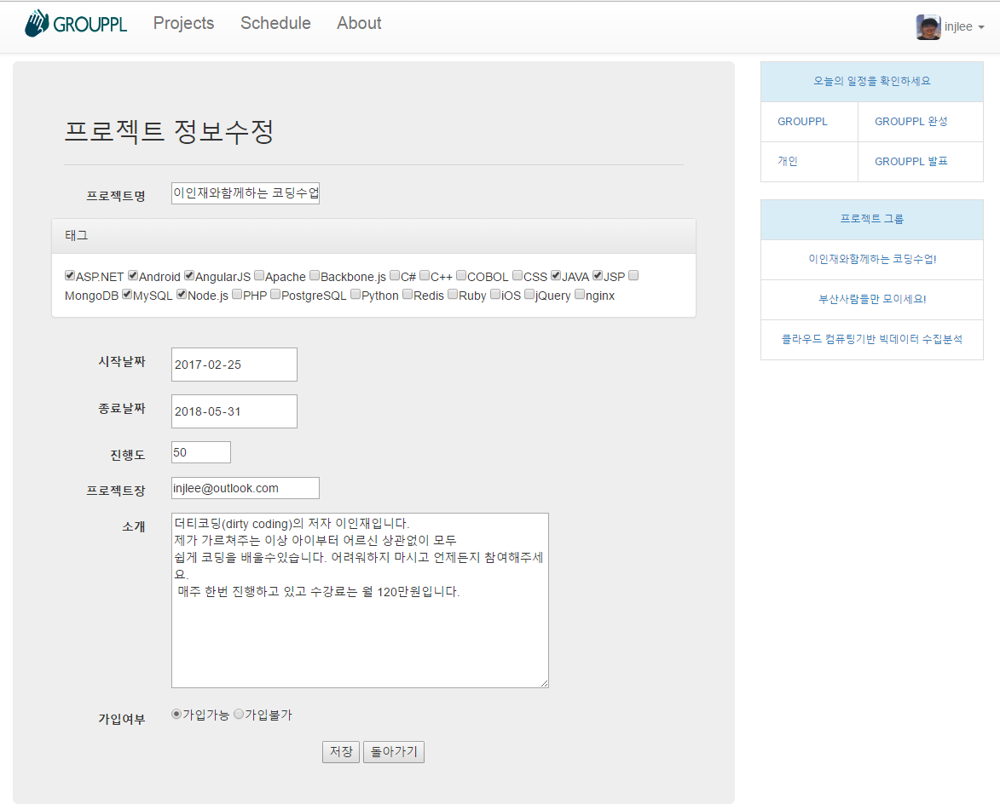 GROUPPL Projects Schedule About injlee
프로젝트 정보수정
프로젝트명 이인재와함께하는 코딩수업
태그
ASP.NET Android AngularJS Apache Backbone.js C# C++ COBOL CSS JAVA JSP
MongoDB MySQL Node.js PHP PostgreSQL Python Redis Ruby iOS jQuery nginx
시작날짜 2017-02-25
종료날짜 2018-05-31
진행도 50
프로젝트장 injlee@outlook.com
소개
더티코딩(dirty coding)의 저자 이인재입니다.
제가 가르쳐주는 이상 아이부터 어르신 상관없이 모두
쉽게 코딩을 배울수있습니다. 어려워하지 마시고 언제든지 참여해주세
요.
매주 한번 진행하고 있고 수강료는 월 120만원입니다.
가입여부 가입가능 가입불가
저장 돌아가기
오늘의 일정을 확인하세요
GROUPPL GROUPPL 완성
개인 GROUPPL 발표
프로젝트 그룹
이인재와함께하는 코딩수업!
부산사람들만 모이세요!
클라우드 컴퓨팅기반 빅데이터 수집분석